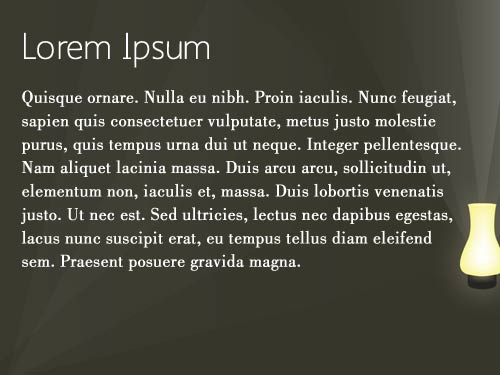 Lorem Ipsum
Quisque ornare. Nulla eu nibh. Proin iaculis. Nunc feugiat,
sapien quis consectetuer vulputate, metus justo molestie
purus, quis tempus urna dui ut neque. Integer pellentesque.
Nam aliquet lacinia massa. Duis arcu arcu, sollicitudin ut,
elementum non, iaculis et, massa. Duis lobortis venenatis
justo. Ut nec est. Sed ultricies, lectus nec dapibus egestas,
lacus nunc suscipit erat, eu tempus tellus diam eleifend
sem. Praesent posuere gravida magna.